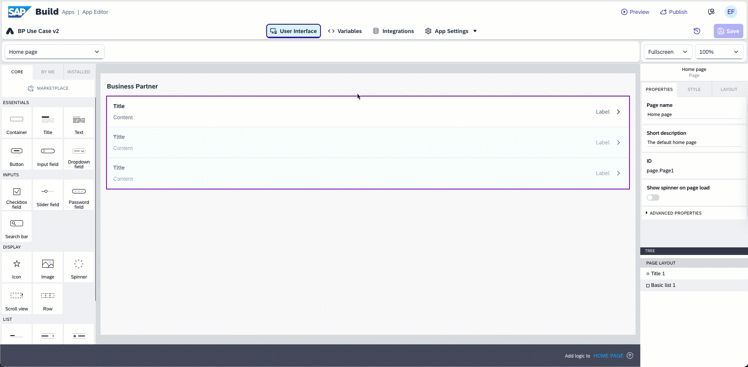 SAP Build Apps | App Editor Preview Publish EF
BP Use Case v2 User Interface Variables Integrations App Settings Save
Home page Fullscreen 100%
CORE BY ME INSTALLED
MARKETPLACE
ESSENTIALS
Container Title Text
Button Input field Dropdown field
INPUTS
Checkbox field Slider field Password field
Search bar
DISPLAY
Icon Image Spinner
Scroll view Row
LIST
Business Partner
Title
Content
Label
Title
Content
Label
Title
Content
Label
Add logic to HOME PAGE
Home page
Page
PROPERTIES STYLE LAYOUT
Page name
Home page
Short description
The default home page
ID
page.Page1
Show spinner on page load
ADVANCED PROPERTIES
TREE
PAGE LAYOUT
Title 1
Basic list 1